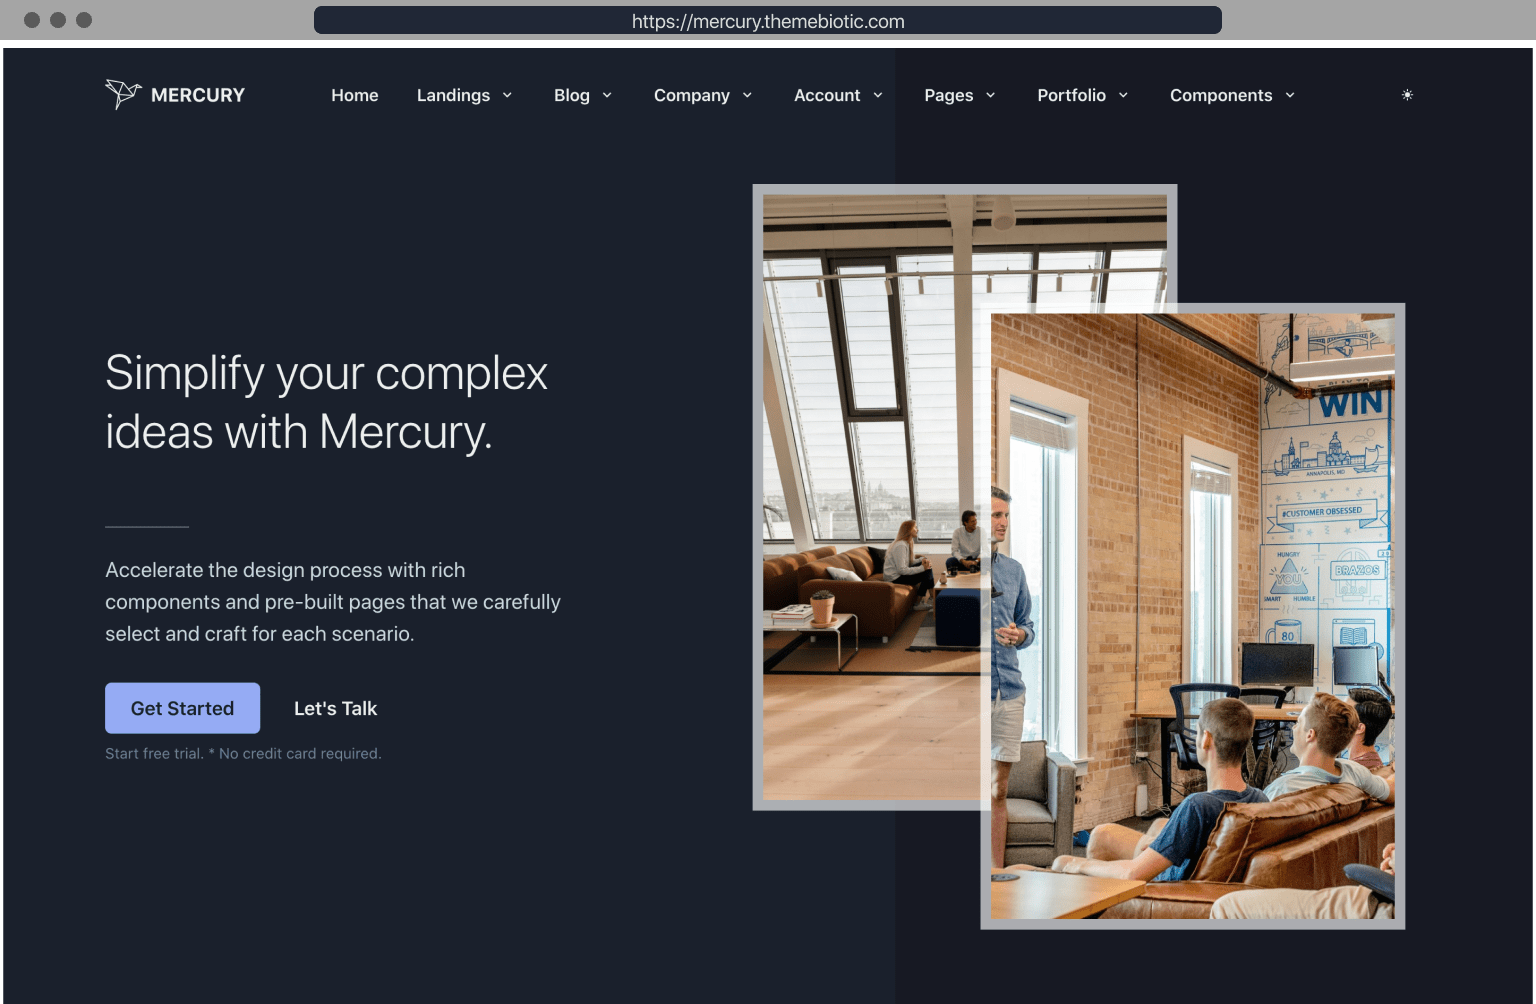 https://mercury.themebiotic.com
MERCURY Home Landings Blog Company Account Pages Portfolio Components
Simplify your complex
ideas with Mercury.
Accelerate the design process with rich
components and pre-built pages that we carefully
select and craft for each scenario.
Get Started Let's Talk
Start free trial. * No credit card required.
WIN
ANNAPOLIS, MD
#CUSTOMER OBSESSED
HUNGRY
YOU
SMART HUMBLE
BRAZOS
80